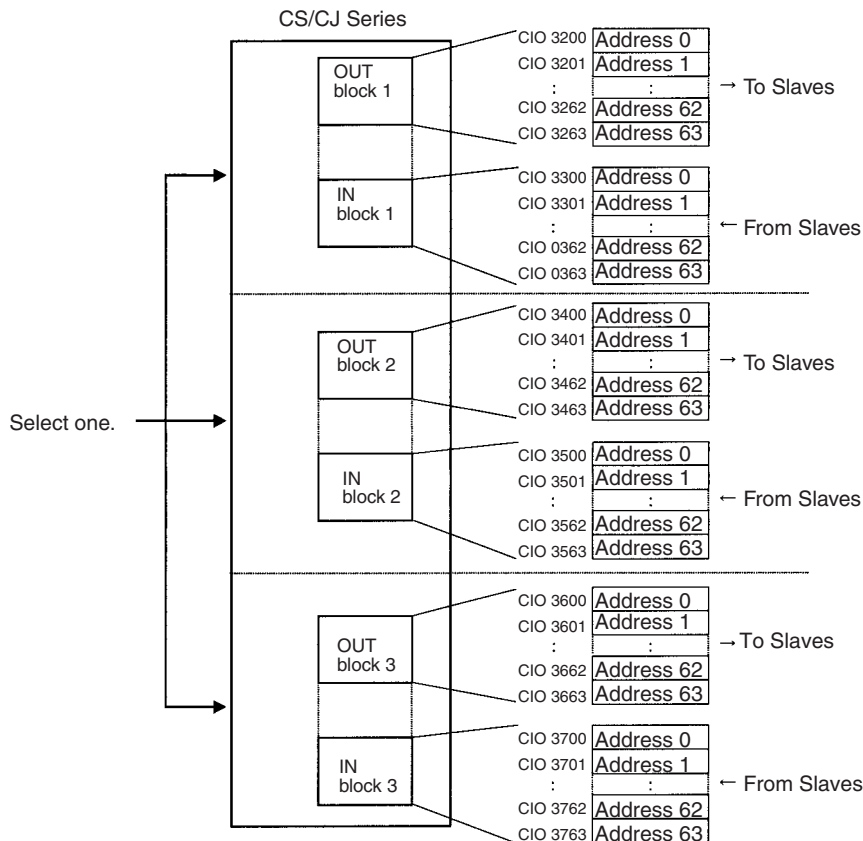 CS/CJ Series
OUT
block 1
CIO 3200 Address 0
CIO 3201 Address 1
: :
CIO 3262 Address 62
CIO 3263 Address 63
→ To Slaves
IN
block 1
CIO 3300 Address 0
CIO 3301 Address 1
: :
CIO 0362 Address 62
CIO 0363 Address 63
← From Slaves
OUT
block 2
CIO 3400 Address 0
CIO 3401 Address 1
: :
CIO 3462 Address 62
CIO 3463 Address 63
→ To Slaves
Select one.
IN
block 2
CIO 3500 Address 0
CIO 3501 Address 1
: :
CIO 3562 Address 62
CIO 3563 Address 63
← From Slaves
OUT
block 3
CIO 3600 Address 0
CIO 3601 Address 1
: :
CIO 3662 Address 62
CIO 3663 Address 63
→ To Slaves
IN
block 3
CIO 3700 Address 0
CIO 3701 Address 1
: :
CIO 3762 Address 62
CIO 3763 Address 63
← From Slaves